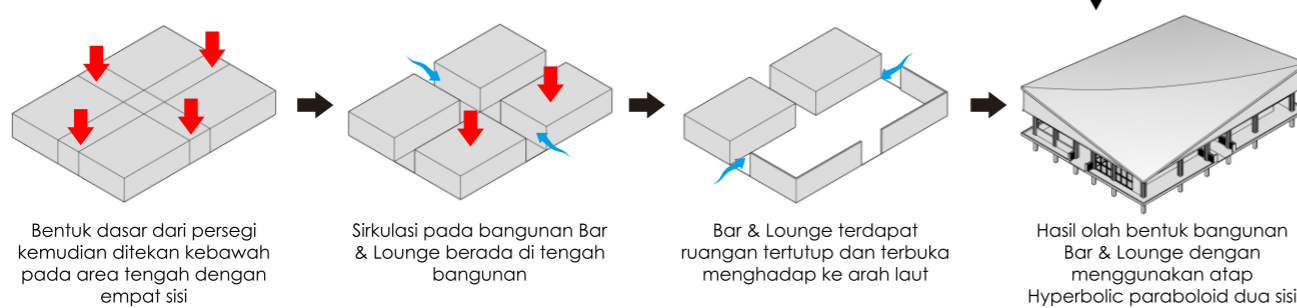 Bentuk dasar dari persegi
kemudian ditekan kebawah
pada area tengah dengan
empat sisi
Sirkulasi pada bangunan Bar
& Lounge berada di tengah
bangunan
Bar & Lounge terdapat
ruangan tertutup dan terbuka
menghadap ke arah laut
Hasil olah bentuk bangunan
Bar & Lounge dengan
menggunakan atap
Hyperbolic paraboloid dua sisi